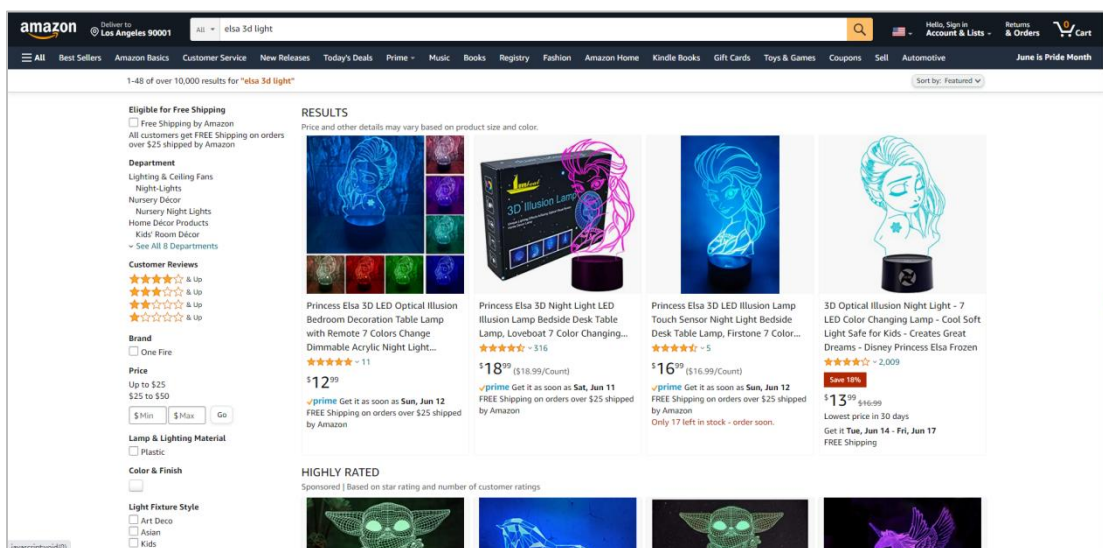 amazon
Deliver to
Los Angeles 90001
All
elsa 3d light
Hello, Sign in
Account & Lists
Returns
& Orders
0
Cart
All
Best Sellers
Amazon Basics
Customer Service
New Releases
Today's Deals
Prime
Music
Books
Registry
Fashion
Amazon Home
Kindle Books
Gift Cards
Toys & Games
Coupons
Sell
Automotive
June is Pride Month
1-48 of over 10,000 results for "elsa 3d light"
Sort by: Featured
Eligible for Free Shipping
Free Shipping by Amazon
All customers get FREE Shipping on orders
over $25 shipped by Amazon
Department
Lighting & Ceiling Fans
Night-Lights
Nursery Décor
Nursery Night Lights
Home Décor Products
Kids' Room Décor
See All 8 Departments
Customer Reviews
& Up
& Up
& Up
& Up
Brand
One Fire
Price
Up to $25
$25 to $50
$ Min
$ Max
Go
Lamp & Lighting Material
Plastic
Color & Finish
Light Fixture Style
Art Deco
Asian
Kids
RESULTS
Price and other details may vary based on product size and color.
Princess Elsa 3D LED Optical Illusion
Bedroom Decoration Table Lamp
with Remote 7 Colors Change
Dimmable Acrylic Night Light...
11
$12.99
prime Get it as soon as Sun, Jun 12
FREE Shipping on orders over $25 shipped
by Amazon
3D Illusion Lamp
Princess Elsa 3D Night Light LED
Illusion Lamp Bedside Desk Table
Lamp, Loveboat 7 Color Changing...
316
$18.99 ($18.99/Count)
prime Get it as soon as Sat, Jun 11
FREE Shipping on orders over $25 shipped
by Amazon
Princess Elsa 3D LED Illusion Lamp
Touch Sensor Night Light Bedside
Desk Table Lamp, Firstone 7 Color...
5
$16.99 ($16.99/Count)
prime Get it as soon as Sun, Jun 12
FREE Shipping on orders over $25 shipped
by Amazon
Only 17 left in stock - order soon.
3D Optical Illusion Night Light - 7
LED Color Changing Lamp - Cool Soft
Light Safe for Kids - Creates Great
Dreams - Disney Princess Elsa Frozen
2,009
Save 18%
$13.99 $16.99
Lowest price in 30 days
Get it Tue, Jun 14 - Fri, Jun 17
FREE Shipping
HIGHLY RATED
Sponsored | Based on star rating and number of customer ratings